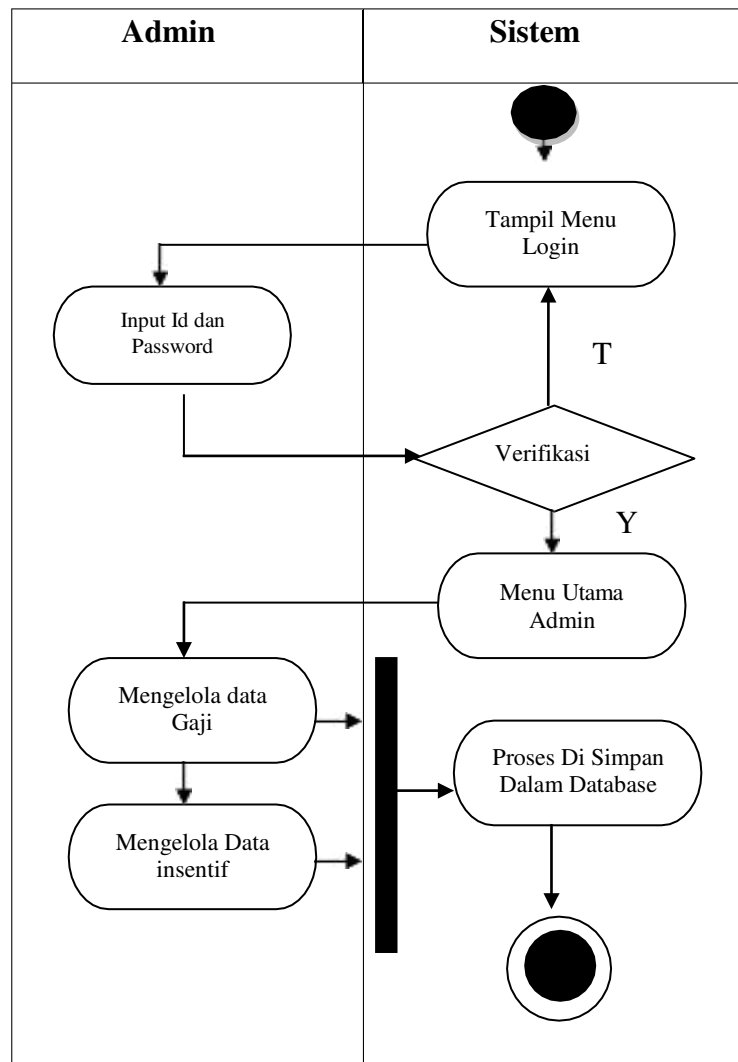 Admin
Sistem
Tampil Menu
Login
Input Id dan
Password
T
Verifikasi
Y
Menu Utama
Admin
Mengelola data
Gaji
Proses Di Simpan
Dalam Database
Mengelola Data
insentif